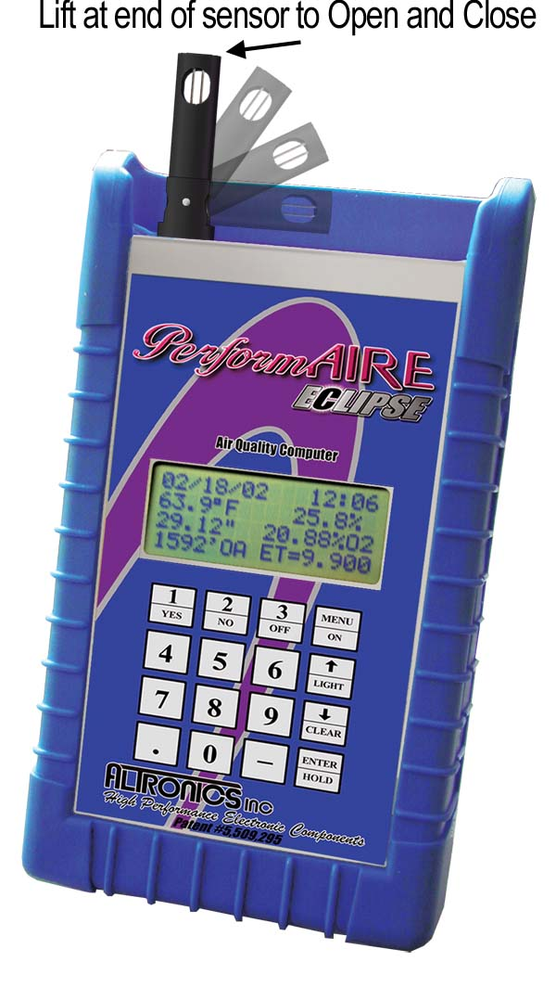 Lift at end of sensor to Open and Close
PerformAIRE
ECLIPSE
Air Quality Computer
02/18/02 12:06
63.9°F 25.8%
29.12" 20.88%O2
1592'OA ET=9.900
1 2 3 MENU
YES NO OFF ON
4 5 6 ↑
LIGHT
7 8 9 ↓
CLEAR
. 0 – ENTER
HOLD
ALTRONICS INC
High Performance Electronic Components
Patent #5,509,295